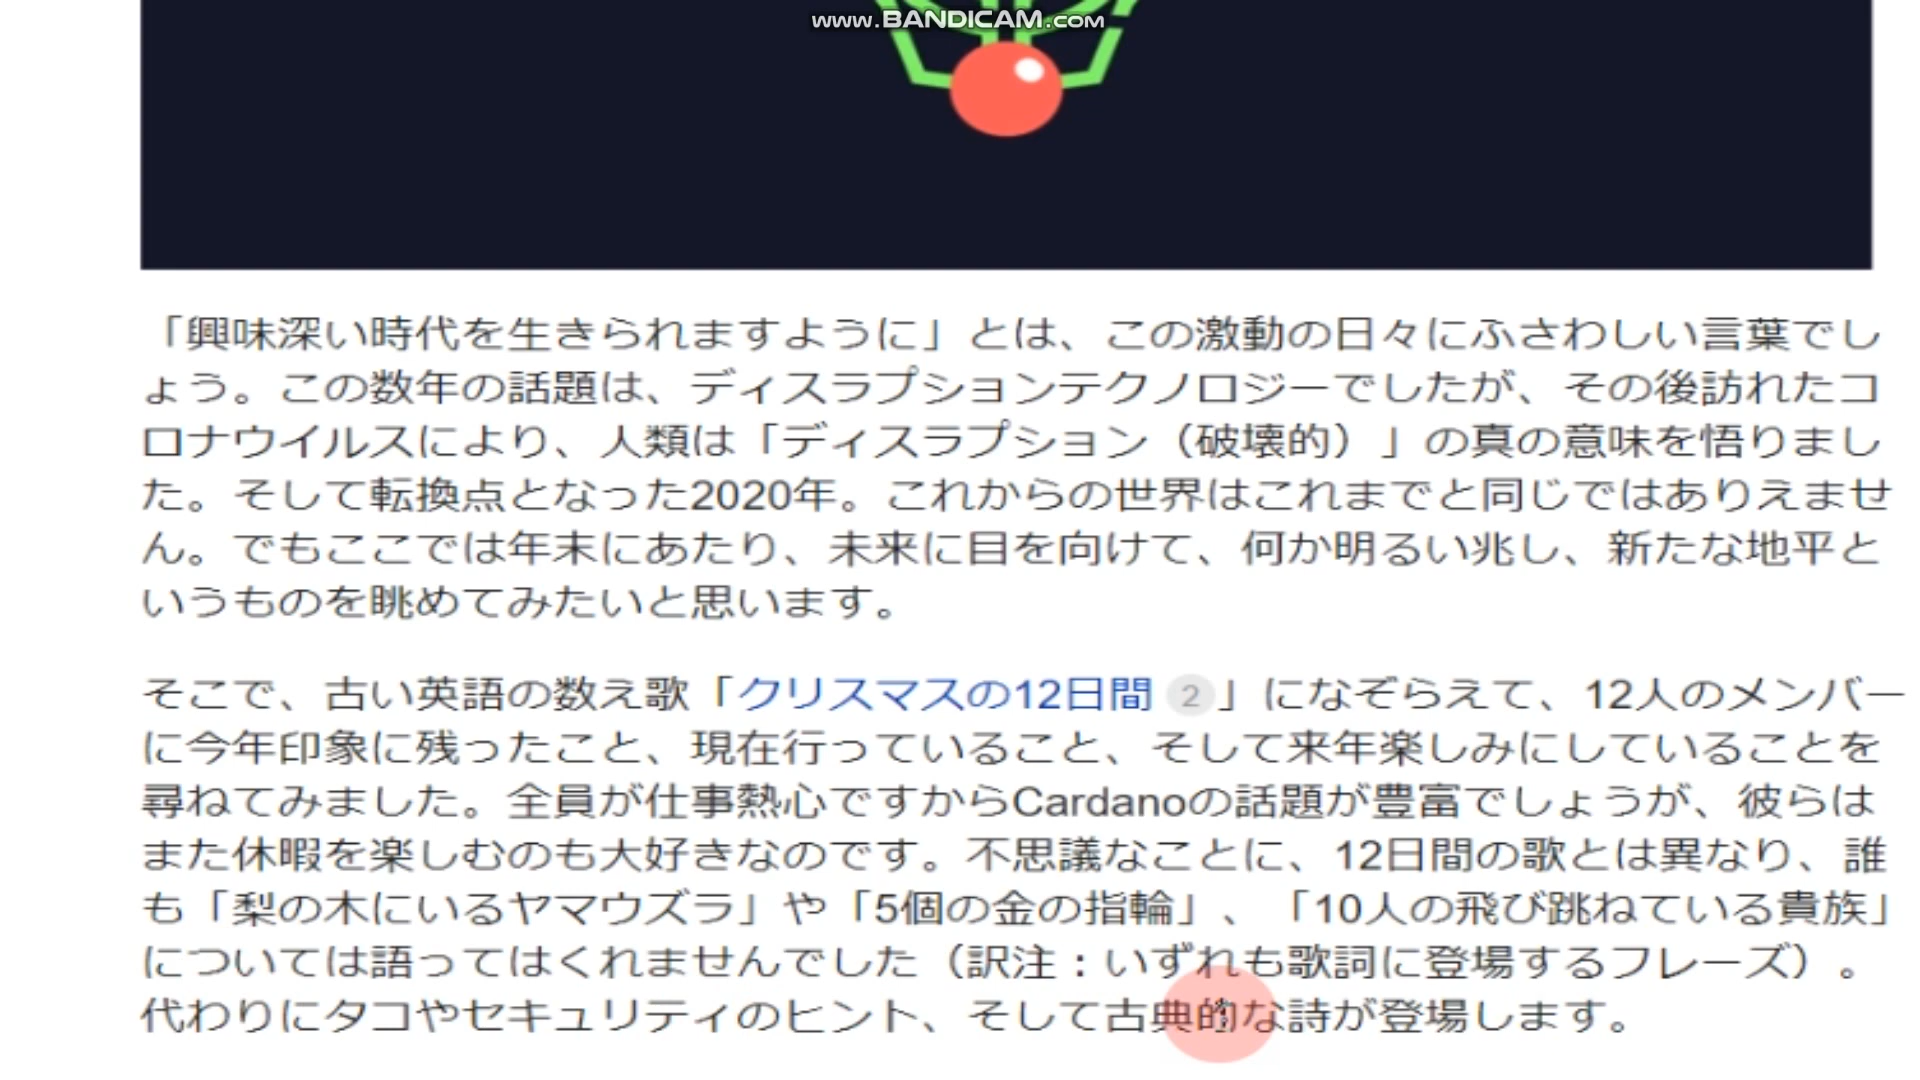 www.BANDICAM.com
「興味深い時代を生きられますように」とは、この激動の日々にふさわしい言葉でし
ょう。この数年の話題は、ディスラプションテクノロジーでしたが、その後訪れたコ
ロナウイルスにより、人類は「ディスラプション（破壊的）」の真の意味を悟りまし
た。そして転換点となった2020年。これからの世界はこれまでと同じではありえませ
ん。でもここでは年末にあたり、未来に目を向けて、何か明るい兆し、新たな地平と
いうものを眺めてみたいと思います。
そこで、古い英語の数え歌「クリスマスの12日間 2 」になぞらえて、12人のメンバー
に今年印象に残ったこと、現在行っていること、そして来年楽しみにしていることを
尋ねてみました。全員が仕事熱心ですからCardanoの話題が豊富でしょうが、彼らは
また休暇を楽しむのも大好きなのです。不思議なことに、12日間の歌とは異なり、誰
も「梨の木にいるヤマウズラ」や「5個の金の指輪」、「10人の飛び跳ねている貴族」
については語ってはくれませんでした（訳注：いずれも歌詞に登場するフレーズ）。
代わりにタコやセキュリティのヒント、そして古典的な詩が登場します。